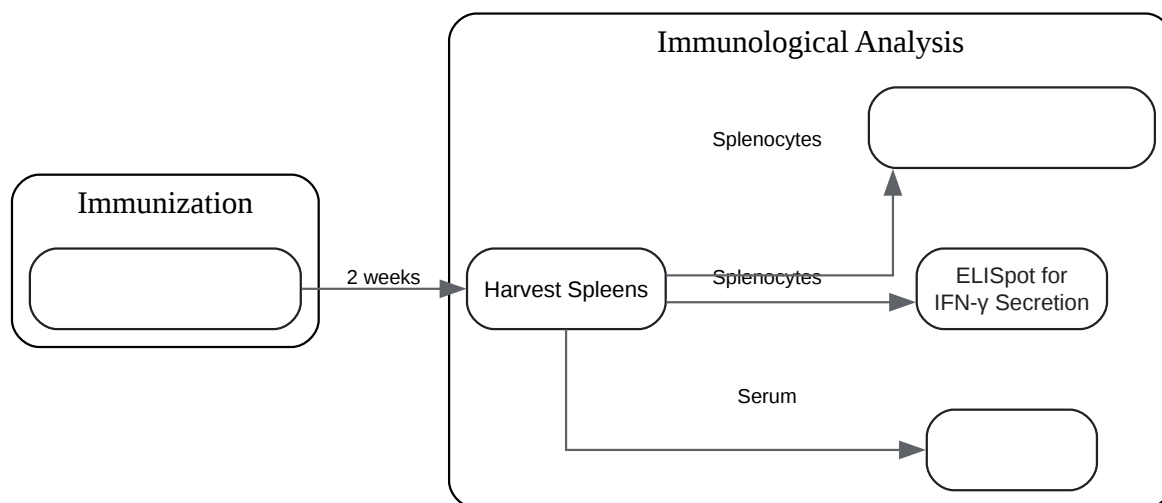 Immunological Analysis
Splenocytes
Immunization
2 weeks
Harvest Spleens
Splenocytes
ELISpot for
IFN-γ Secretion
Serum